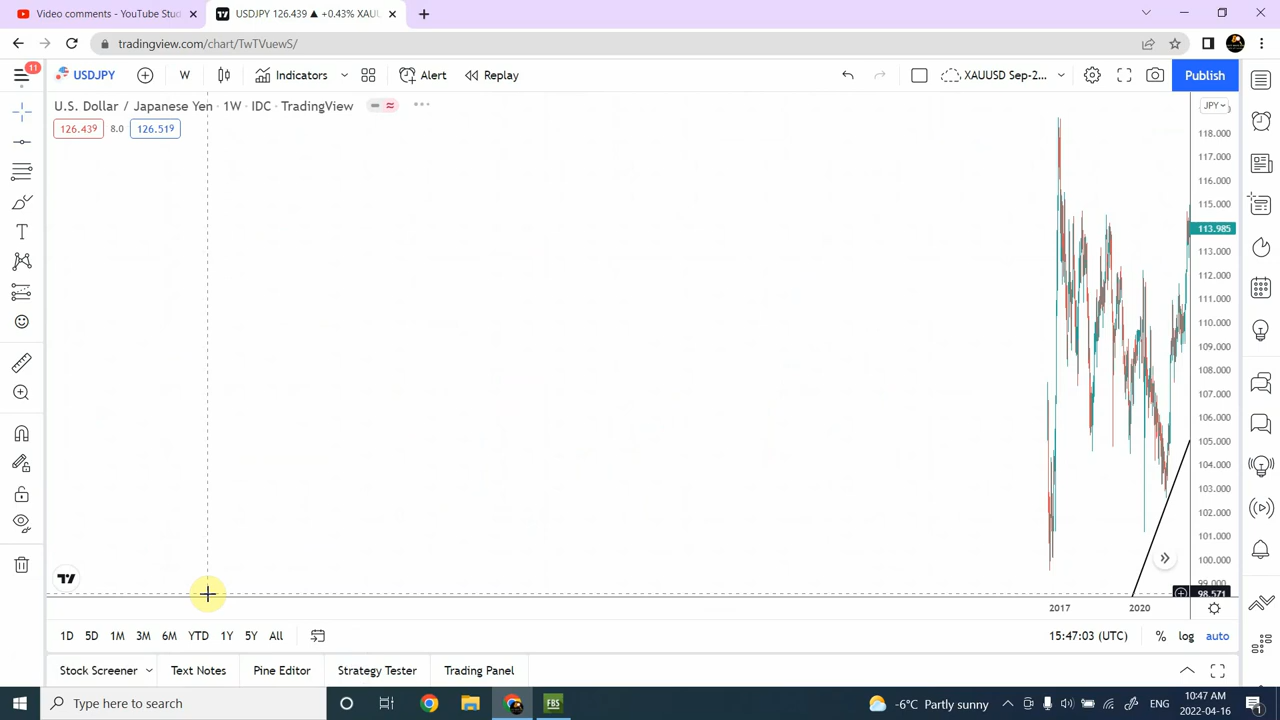 Video comments - YouTube Stu
USDJPY 126.439 ▲ +0.43% XAU
tradingview.com/chart/TwTVuewS/
11
USDJPY
W
Indicators
Alert
Replay
XAUUSD Sep-2...
Publish
U.S. Dollar / Japanese Yen · 1W · IDC · TradingView
JPY
126.439
8.0
126.519
118.000
117.000
116.000
115.000
113.985
113.000
112.000
111.000
110.000
109.000
108.000
107.000
106.000
105.000
104.000
103.000
102.000
101.000
100.000
99.000
98.571
2017
2020
1D
5D
1M
3M
6M
YTD
1Y
5Y
All
15:47:03 (UTC)
%
log
auto
Stock Screener
Text Notes
Pine Editor
Strategy Tester
Trading Panel
Type here to search
FBS
-6°C Partly sunny
ENG
10:47 AM
2022-04-16
1